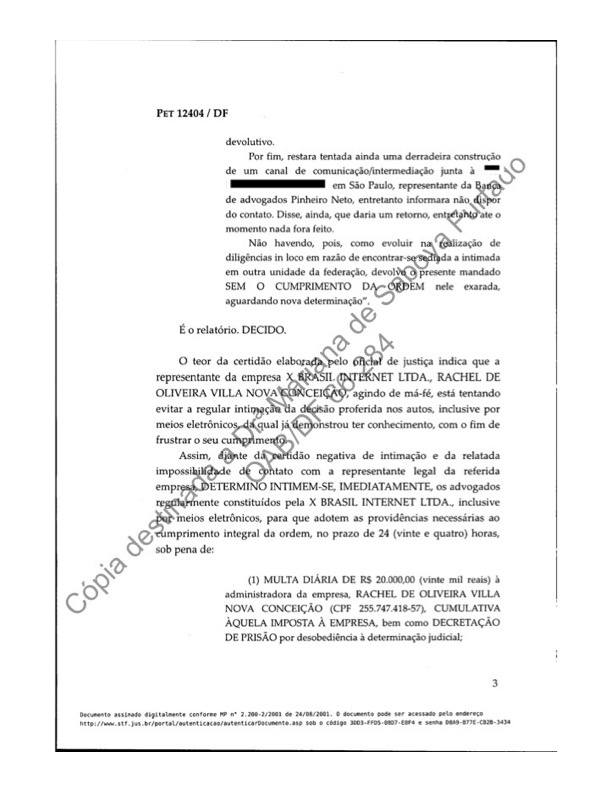 PET 12404 / DF
devolutivo.
Por fim, restara tentada ainda uma derradeira construção
de um canal de comunicação/intermediação junta à
em São Paulo, representante da Banca
de advogados Pinheiro Neto, entretanto informara não dispor
do contato. Disse, ainda, que daria um retorno, entretanto ate o
momento nada fora feito.
Não havendo, pois, como evoluir na realização de
diligências in loco em razão de encontrar-se sediada a intimada
em outra unidade da federação, devolvo o presente mandado
SEM O CUMPRIMENTO DA ORDEM nele exarada,
aguardando nova determinação”.
É o relatório. DECIDO.
O teor da certidão elaborada pelo oficial de justiça indica que a
representante da empresa X BRASIL INTERNET LTDA., RACHEL DE
OLIVEIRA VILLA NOVA CONCEIÇÃO, agindo de má-fé, está tentando
evitar a regular intimação da decisão proferida nos autos, inclusive por
meios eletrônicos, da qual já demonstrou ter conhecimento, com o fim de
frustrar o seu cumprimento.
Assim, diante da certidão negativa de intimação e da relatada
impossibilidade de contato com a representante legal da referida
empresa, DETERMINO INTIMEM-SE, IMEDIATAMENTE, os advogados
regularmente constituídos pela X BRASIL INTERNET LTDA., inclusive
por meios eletrônicos, para que adotem as providências necessárias ao
cumprimento integral da ordem, no prazo de 24 (vinte e quatro) horas,
sob pena de:
(1) MULTA DIÁRIA DE R$ 20.000,00 (vinte mil reais) à
administradora da empresa, RACHEL DE OLIVEIRA VILLA
NOVA CONCEIÇÃO (CPF 255.747.418-57), CUMULATIVA
ÀQUELA IMPOSTA À EMPRESA, bem como DECRETAÇÃO
DE PRISÃO por desobediência à determinação judicial;
3
Documento assinado digitalmente conforme MP n° 2.200-2/2001 de 24/08/2001. O documento pode ser acessado pelo endereço
http://www.stf.jus.br/portal/autenticacao/autenticarDocumento.asp sob o código 3DD3-FFD5-08D7-E8F4 e senha D8A9-B77E-CB2B-3434
Cópia destinada a Dra Mariana de Saboya Furtado
OAB/DF 86 284